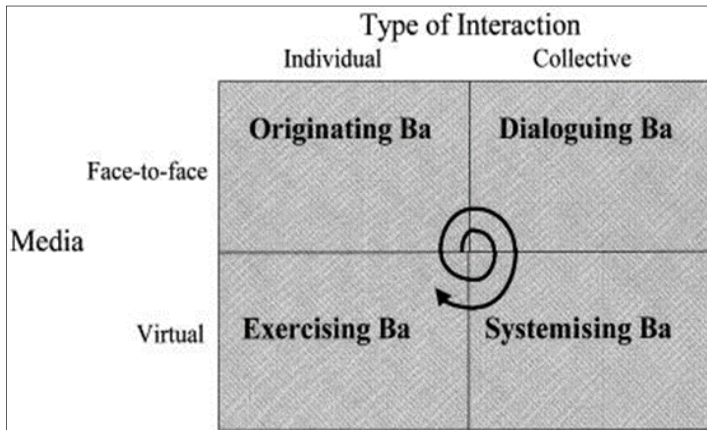 Type of Interaction
Individual Collective
Originating Ba Dialoguing Ba
Face-to-face
Media
Virtual
Exercising Ba Systemising Ba